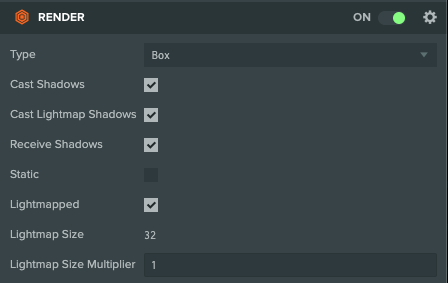 RENDER ON
Type Box
Cast Shadows
Cast Lightmap Shadows
Receive Shadows
Static
Lightmapped
Lightmap Size 32
Lightmap Size Multiplier 1